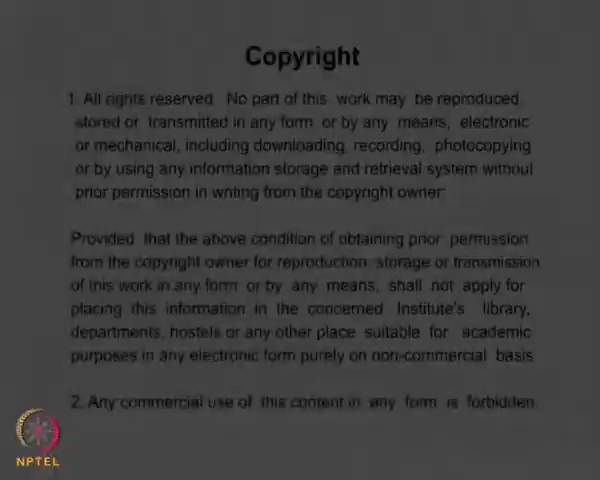 Copyright
1. All rights reserved. No part of this work may be reproduced,
stored or transmitted in any form or by any means, electronic
or mechanical, including downloading, recording, photocopying
or by using any information storage and retrieval system without
prior permission in writing from the copyright owner:
Provided that the above condition of obtaining prior permission
from the copyright owner for reproduction, storage or transmission
of this work in any form or by any means, shall not apply for
placing this information in the concerned Institute's library,
departments, hostels or any other place suitable for academic
purposes in any electronic form purely on non-commercial basis
2. Any commercial use of this content in any form is forbidden.
NPTEL